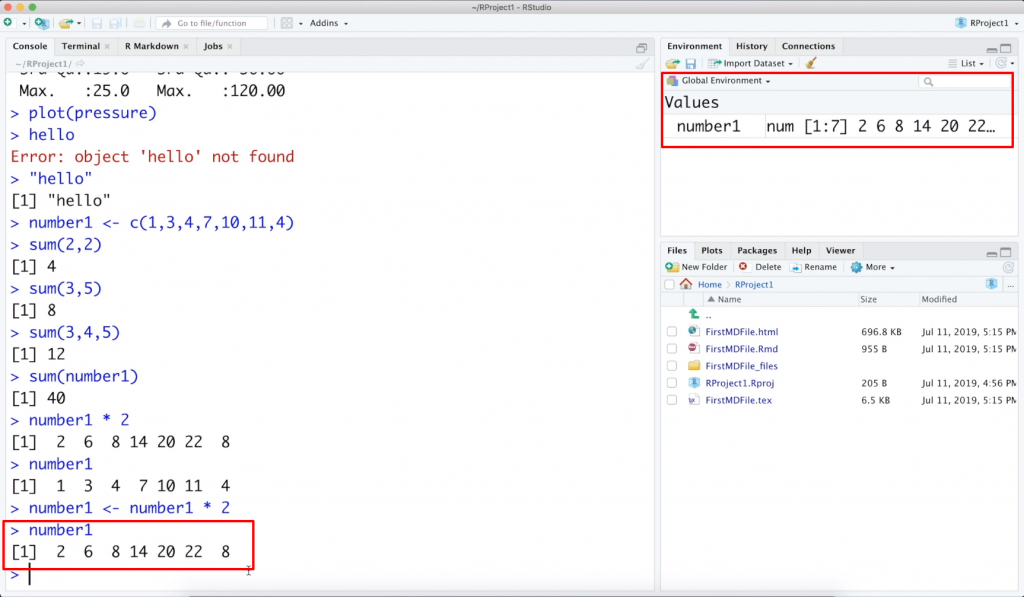 ~/RProject1 - RStudio
Go to file/function
Addins
RProject1
Console Terminal R Markdown Jobs
~/RProject1/
Max. :25.0 Max. :120.00
> plot(pressure)
> hello
Error: object 'hello' not found
> "hello"
[1] "hello"
> number1 <- c(1,3,4,7,10,11,4)
> sum(2,2)
[1] 4
> sum(3,5)
[1] 8
> sum(3,4,5)
[1] 12
> sum(number1)
[1] 40
> number1 * 2
[1] 2 6 8 14 20 22 8
> number1
[1] 1 3 4 7 10 11 4
> number1 <- number1 * 2
> number1
[1] 2 6 8 14 20 22 8
>
Environment History Connections
Import Dataset List
Global Environment
Values
number1 num [1:7] 2 6 8 14 20 22…
Files Plots Packages Help Viewer
New Folder Delete Rename More
Home RProject1 ...
Name Size Modified
..
FirstMDFile.html 696.8 KB Jul 11, 2019, 5:15 PM
FirstMDFile.Rmd 955 B Jul 11, 2019, 5:15 PM
FirstMDFile_files
RProject1.Rproj 205 B Jul 11, 2019, 4:56 PM
FirstMDFile.tex 6.5 KB Jul 11, 2019, 5:15 PM